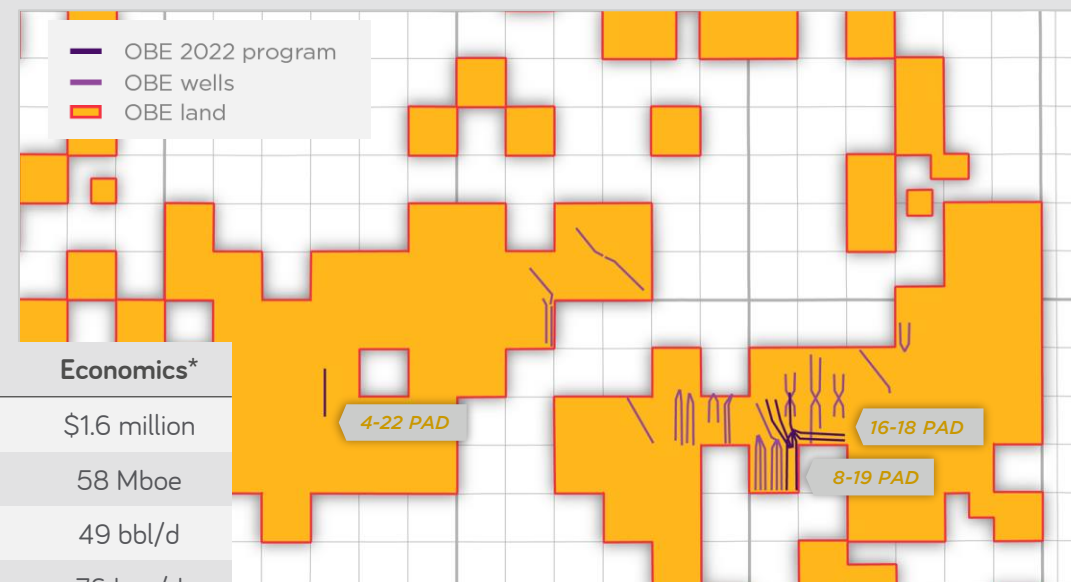 OBE 2022 program
OBE wells
OBE land
Economics*
$1.6 million
58 Mboe
49 bbl/d
4-22 PAD
16-18 PAD
8-19 PAD